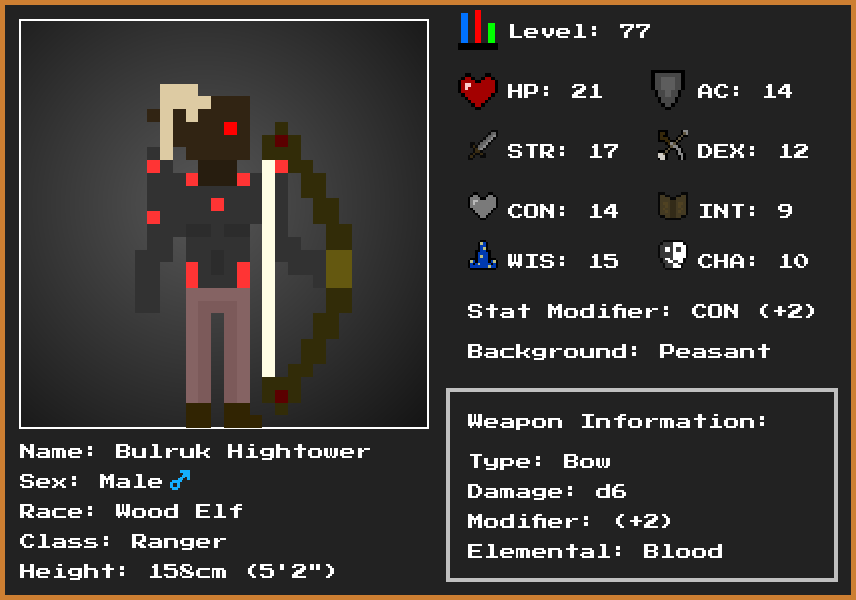 Level: 77
HP: 21
AC: 14
STR: 17
DEX: 12
CON: 14
INT: 9
WIS: 15
CHA: 10
Stat Modifier: CON (+2)
Background: Peasant
Weapon Information:
Type: Bow
Damage: d6
Modifier: (+2)
Elemental: Blood
Name: Bulruk Hightower
Sex: Male ♂
Race: Wood Elf
Class: Ranger
Height: 158cm (5'2")